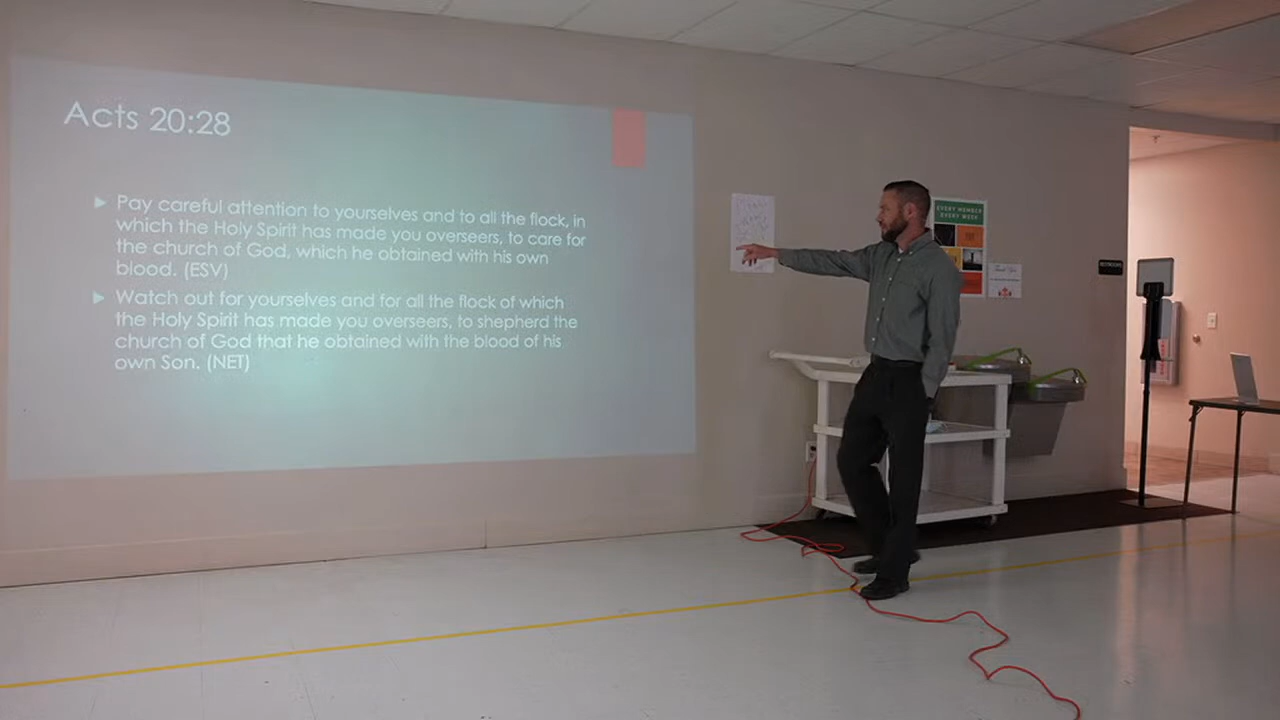 Acts 20:28
Pay careful attention to yourselves and to all the flock, in
which the Holy Spirit has made you overseers, to care for
the church of God, which he obtained with his own
blood. (ESV)
Watch out for yourselves and for all the flock of which
the Holy Spirit has made you overseers, to shepherd the
church of God that he obtained with the blood of his
own Son. (NET)
EVERY MEMBER
EVERY WEEK
RESTROOMS